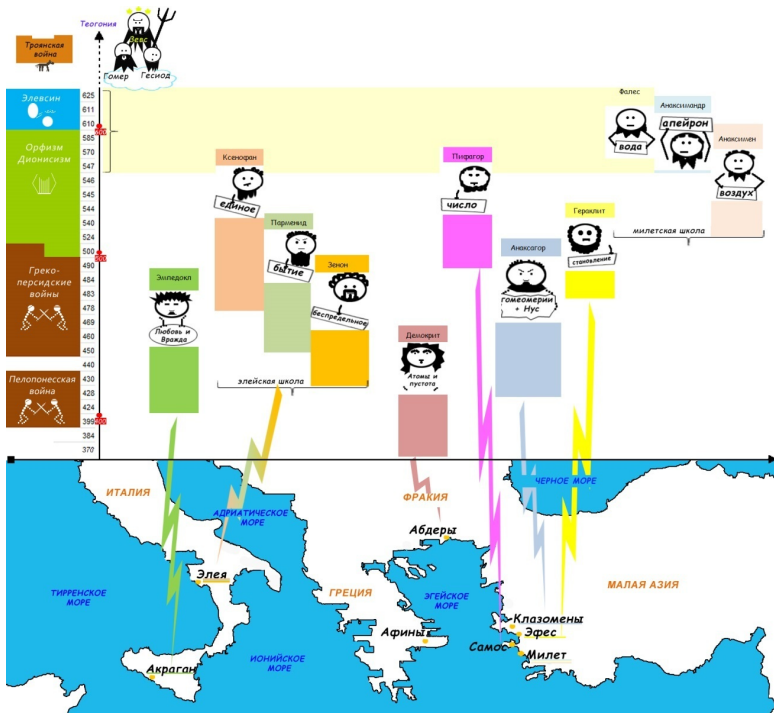 Теогония
Троянская
война
Зевс
Гомер
Гесиод
Элевсин
Орфизм
Дионисизм
Греко-
персидские
войны
Пелопонесская
война
625
611
610
600
585
570
547
546
545
544
540
524
500
500
490
484
483
478
469
460
450
440
430
428
424
399
400
384
370
Фалес
вода
Анаксимандр
апейрон
Анаксимен
воздух
милетская школа
Ксенофан
единое
Парменид
бытие
Зенон
беспредельное
элейская школа
Пифагор
число
Гераклит
становление
Анаксагор
гомеомерии
+ Нус
Эмпедокл
Любовь и
Вражда
Демокрит
Атомы и
пустота
ИТАЛИЯ
АДРИАТИЧЕСКОЕ
МОРЕ
ФРАКИЯ
ЧЕРНОЕ МОРЕ
Абдеры
Элея
ТИРРЕНСКОЕ
МОРЕ
ГРЕЦИЯ
ЭГЕЙСКОЕ
МОРЕ
МАЛАЯ АЗИЯ
Клазомены
Эфес
Афины
Самос
Милет
Акраган
ИОНИЙСКОЕ
МОРЕ